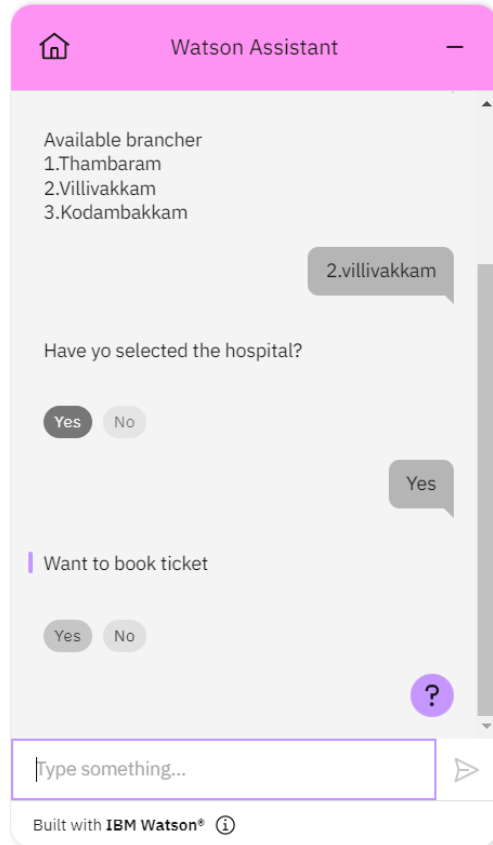 Watson Assistant
Available brancher
1.Thambaram
2.Villivakkam
3.Kodambakkam
2.villivakkam
Have yo selected the hospital?
Yes No
Yes
Want to book ticket
Yes No
?
Type something...
Built with IBM Watson®